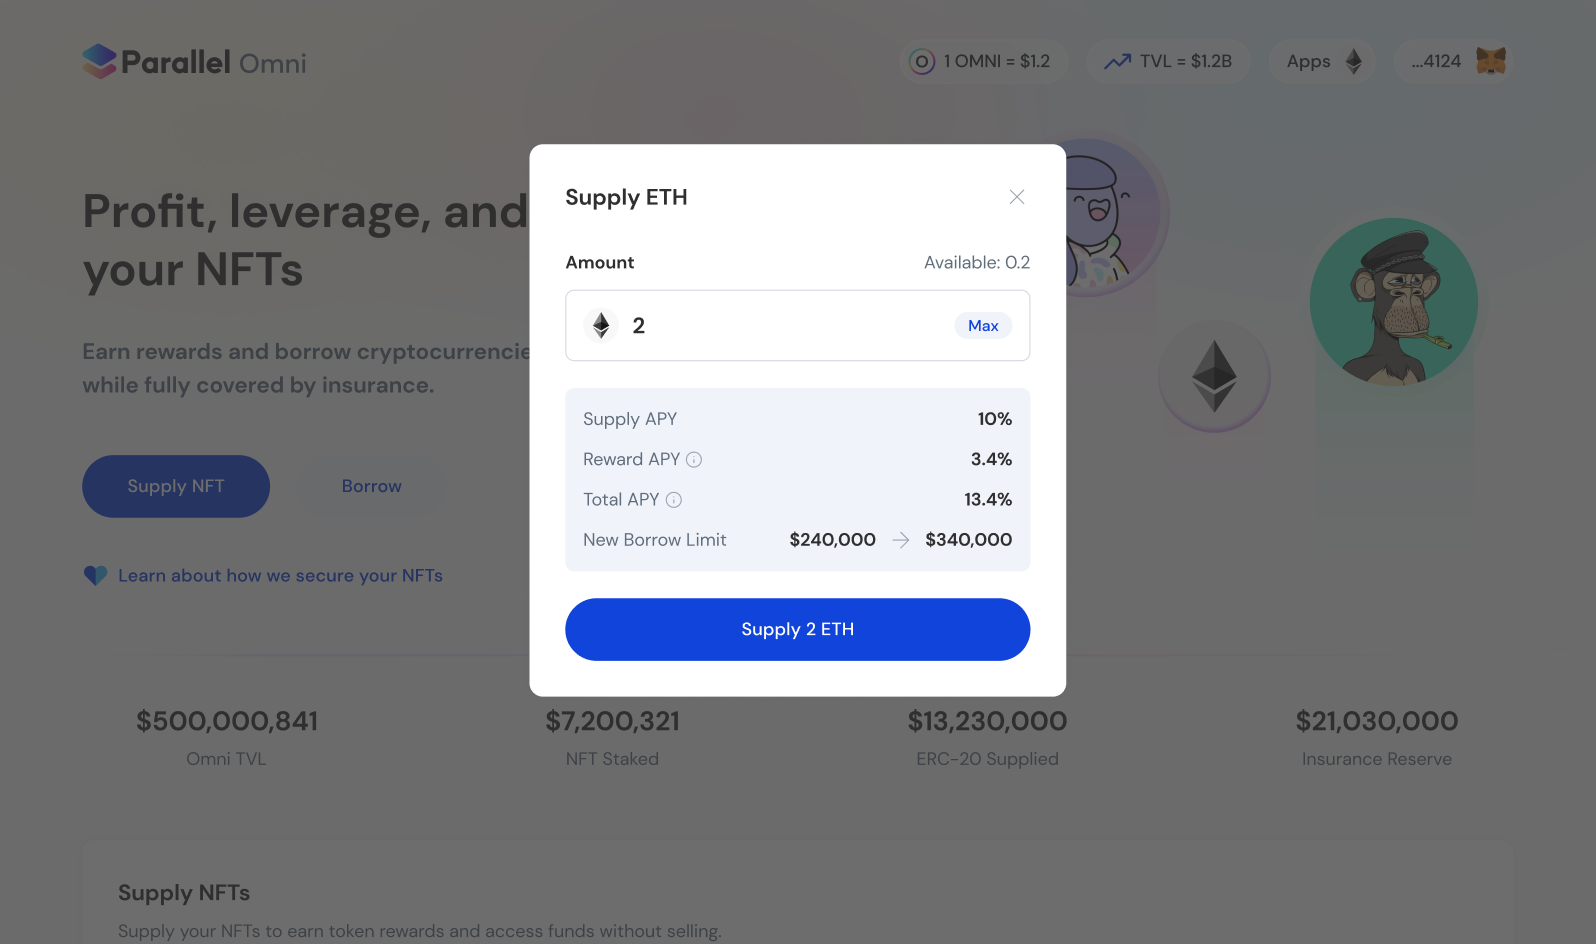 Parallel Omni
1 OMNI = $1.2
TVL = $1.2B
Apps
...4124
Profit, leverage, and
your NFTs
Earn rewards and borrow
while fully covered by insurance.
Supply NFT
Borrow
Learn about how we secure your NFTs
Supply ETH
Amount
Available: 0.2
2
Max
Supply APY
10%
Reward APY
3.4%
Total APY
13.4%
New Borrow Limit
$240,000 → $340,000
Supply 2 ETH
$500,000,841
Omni TVL
$7,200,321
NFT Staked
$13,230,000
ERC-20 Supplied
$21,030,000
Insurance Reserve
Supply NFTs
Supply your NFTs to earn token rewards and access funds without selling.